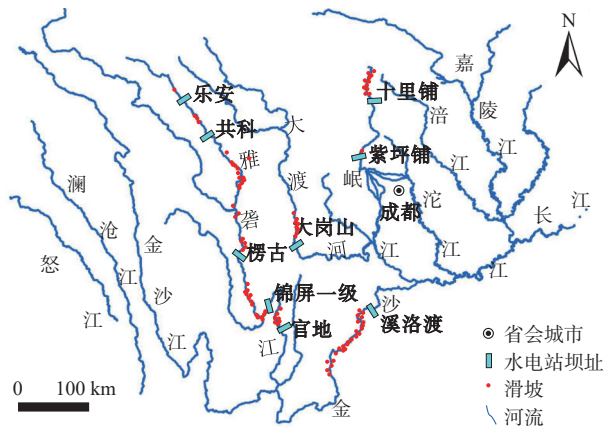 N
嘉
陵
江
涪
江
十里铺
乐安
共科
大
渡
河
雅
砻
江
紫坪铺
岷
江
成都
沱
江
长
江
澜
沧
江
怒
江
金
沙
江
大岗山
楞古
锦屏一级
官地
沙
溪洛渡
金
江
0 100 km
省会城市
水电站坝址
滑坡
河流